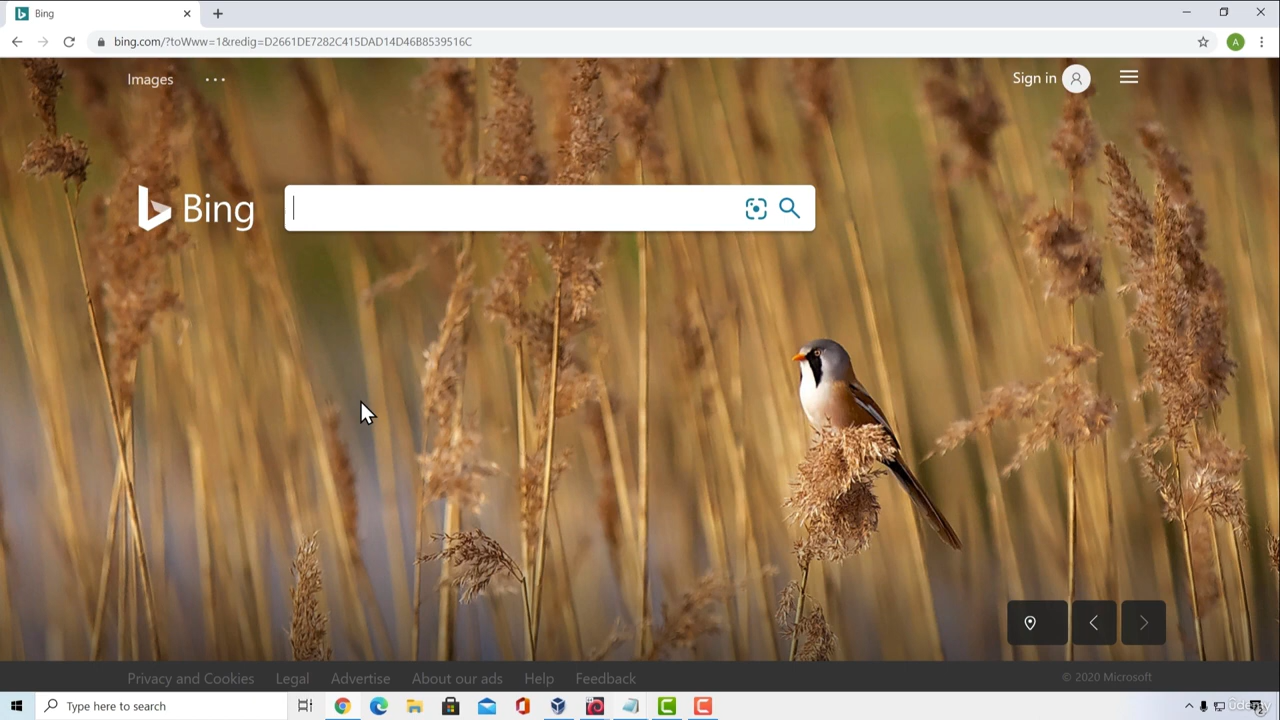 Bing
bing.com/?toWww=1&redig=D2661DE7282C415DAD14D46B8539516C
A
Images
Sign in
Bing
Privacy and Cookies
Legal
Advertise
About our ads
Help
Feedback
© 2020 Microsoft
Type here to search
Udemy